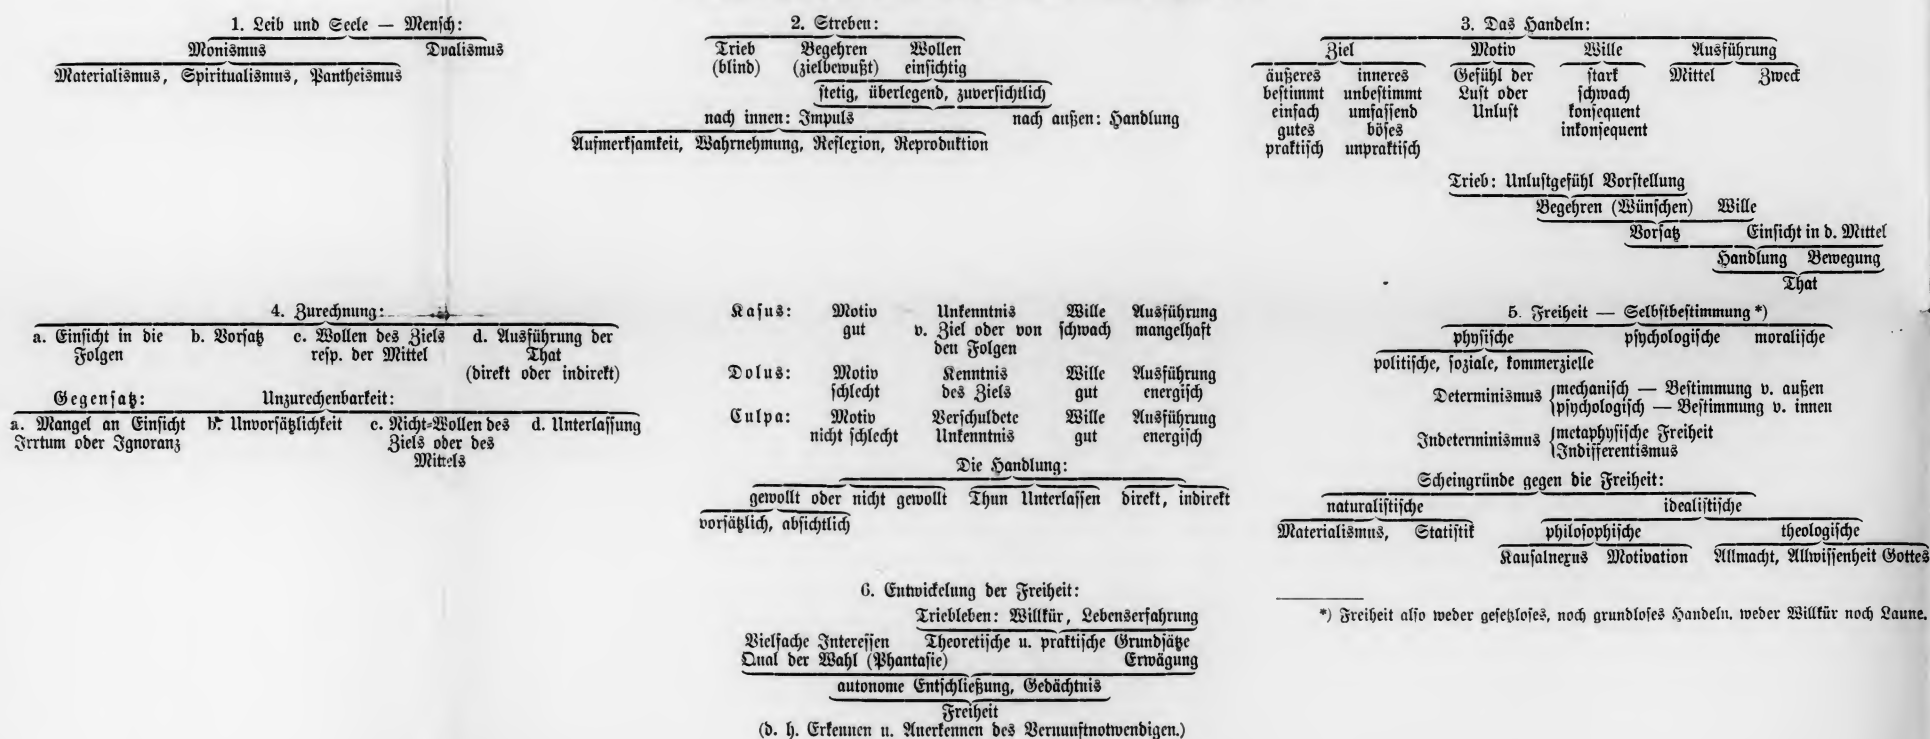 1. Leib und Seele — Mensch:
Monismus Dualismus
Materialismus, Spiritualismus, Pantheismus
2. Streben:
Trieb Begehren Wollen
(blind) (zielbewußt) einsichtig
stetig, überlegend, zuversichtlich
nach innen: Impuls nach außen: Handlung
Aufmerksamkeit, Wahrnehmung, Reflexion, Reproduktion
3. Das Handeln:
Ziel Motiv Wille Ausführung
äußeres inneres Gefühl der stark Mittel Zweck
bestimmt unbestimmt Lust oder schwach
einfach umfassend Unlust konsequent
gutes böses inkonsequent
praktisch unpraktisch
Trieb: Unlustgefühl Vorstellung
Begehren (Wünschen) Wille
Vorsatz Einsicht in d. Mittel
Handlung Bewegung
That
4. Zurechnung:
a. Einsicht in die b. Vorsatz c. Wollen des Ziels d. Ausführung der
Folgen resp. der Mittel That
(direkt oder indirekt)
Gegensatz: Unzurechenbarkeit:
a. Mangel an Einsicht b. Unvorsätzlichkeit c. Nicht-Wollen des d. Unterlassung
Irrtum oder Ignoranz Ziels oder des
Mittels
Kasus: Motiv Unkenntnis Wille Ausführung
gut v. Ziel oder von schwach mangelhaft
den Folgen
Dolus: Motiv Kenntnis Wille Ausführung
schlecht des Ziels gut energisch
Culpa: Motiv Verschuldete Wille Ausführung
nicht schlecht Unkenntnis gut energisch
Die Handlung:
gewollt oder nicht gewollt Thun Unterlassen direkt, indirekt
vorsätzlich, absichtlich
5. Freiheit — Selbstbestimmung *)
physische psychologische moralische
politische, soziale, kommerzielle
Determinismus {mechanisch — Bestimmung v. außen
psychologisch — Bestimmung v. innen
Indeterminismus {metaphysische Freiheit
Indifferentismus
Scheingründe gegen die Freiheit:
naturalistische idealistische
Materialismus, Statistik philosophische theologische
Kausalnexus Motivation Allmacht, Allwissenheit Gottes
6. Entwickelung der Freiheit:
Triebleben: Willkür, Lebenserfahrung
Vielfache Interessen Theoretische u. praktische Grundsätze
Qual der Wahl (Phantasie) Erwägung
autonome Entschließung, Gedächtnis
Freiheit
(d. h. Erkennen u. Anerkennen des Vernunftnotwendigen.)
*) Freiheit also weder gesetzloses, noch grundloses Handeln. weder Willkür noch Laune.